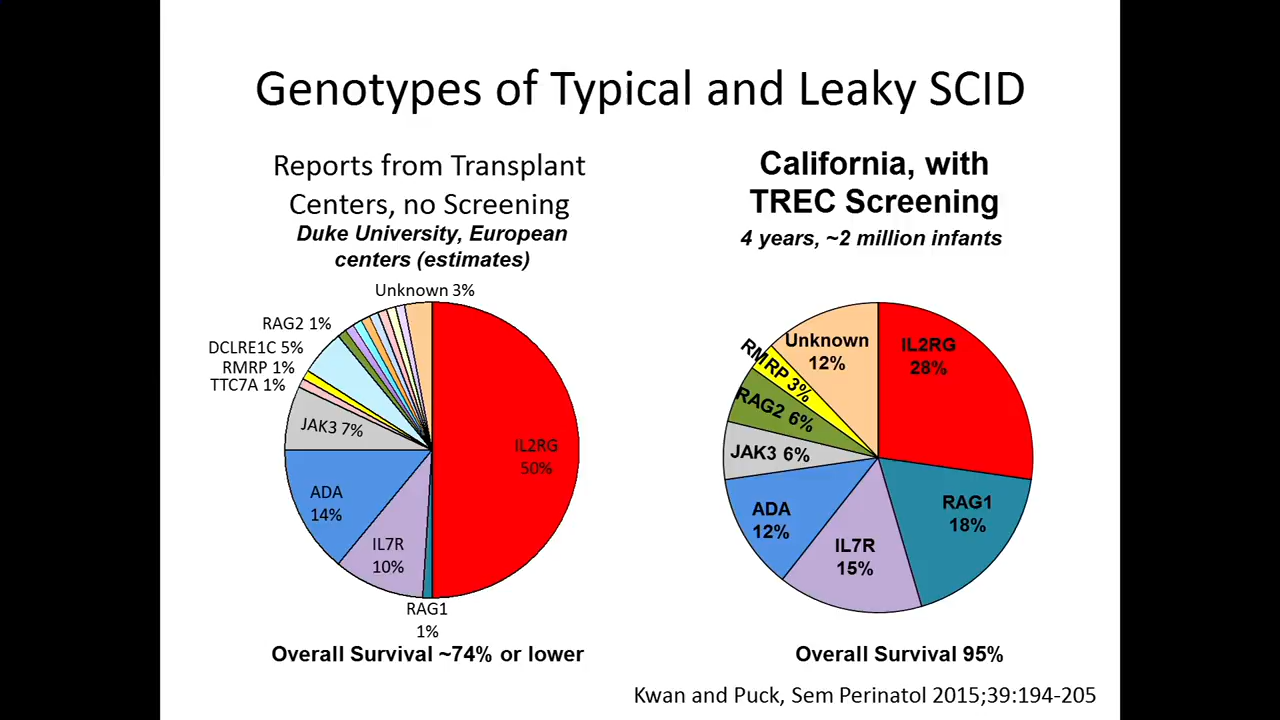 Genotypes of Typical and Leaky SCID
Reports from Transplant
Centers, no Screening
Duke University, European
centers (estimates)
Unknown 3%
RAG2 1%
DCLRE1C 5%
RMRP 1%
TTC7A 1%
JAK3 7%
ADA
14%
IL7R
10%
RAG1
1%
IL2RG
50%
Overall Survival ~74% or lower
California, with
TREC Screening
4 years, ~2 million infants
Unknown
12%
RMRP 3%
RAG2 6%
JAK3 6%
ADA
12%
IL7R
15%
RAG1
18%
IL2RG
28%
Overall Survival 95%
Kwan and Puck, Sem Perinatol 2015;39:194-205